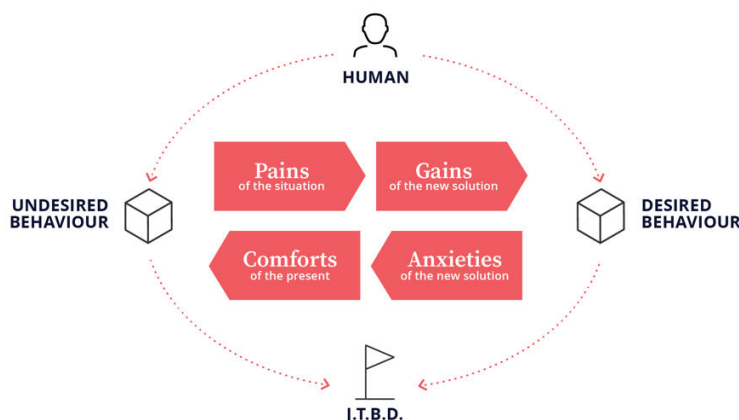 HUMAN
Pains
of the situation
Gains
of the new solution
UNDESIRED
BEHAVIOUR
DESIRED
BEHAVIOUR
Comforts
of the present
Anxieties
of the new solution
J.T.B.D.